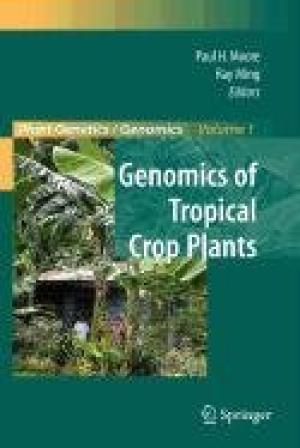 Paul H. Moore
Ray Ming
Editors
Plant Genetics / Genomics Volume 1
Genomics of
Tropical
Crop Plants
Springer